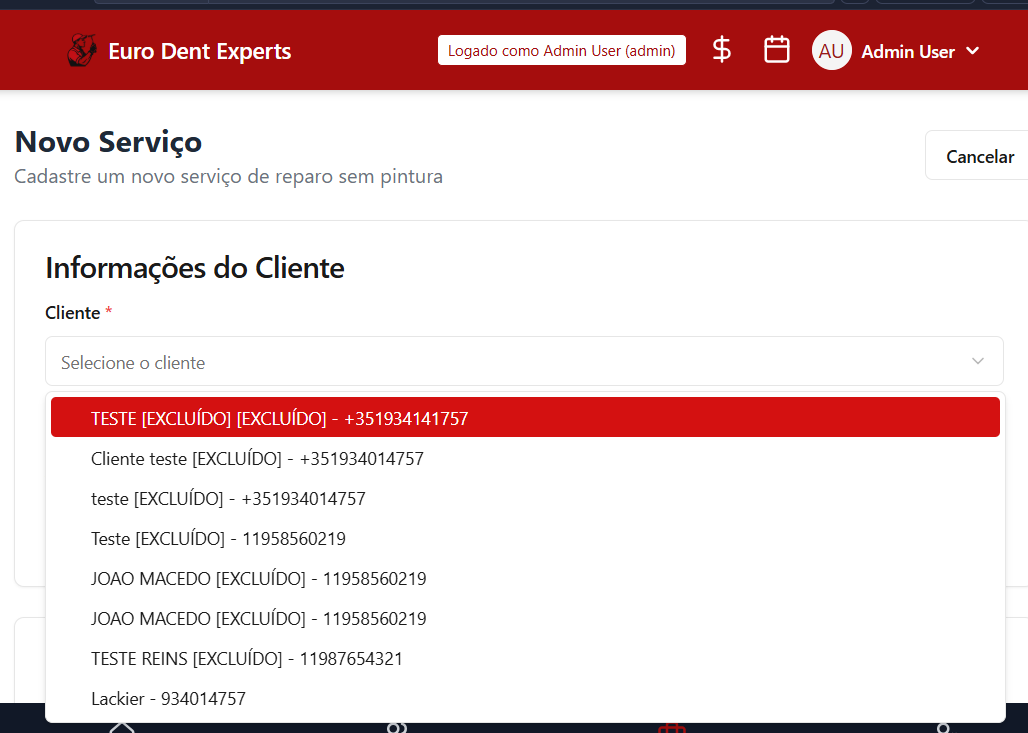 Euro Dent Experts
Logado como Admin User (admin)
AU
Admin User
Novo Serviço
Cadastre um novo serviço de reparo sem pintura
Cancelar
Informações do Cliente
Cliente *
Selecione o cliente
TESTE [EXCLUÍDO] [EXCLUÍDO] - +351934141757
Cliente teste [EXCLUÍDO] - +351934014757
teste [EXCLUÍDO] - +351934014757
Teste [EXCLUÍDO] - 11958560219
JOAO MACEDO [EXCLUÍDO] - 11958560219
JOAO MACEDO [EXCLUÍDO] - 11958560219
TESTE REINS [EXCLUÍDO] - 11987654321
Lackier - 934014757